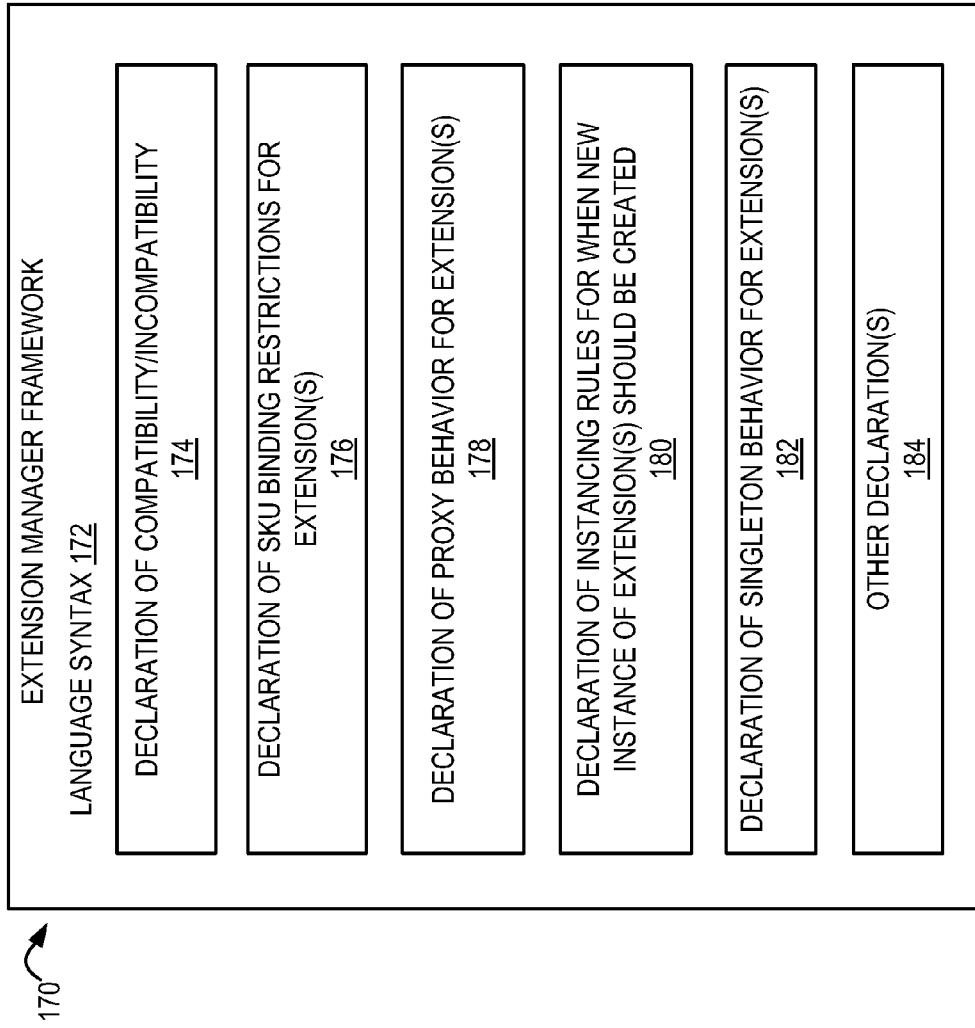 170
EXTENSION MANAGER FRAMEWORK
LANGUAGE SYNTAX 172
DECLARATION OF COMPATIBILITY/INCOMPATIBILITY
174
DECLARATION OF SKU BINDING RESTRICTIONS FOR
EXTENSION(S)
176
DECLARATION OF PROXY BEHAVIOR FOR EXTENSION(S)
178
DECLARATION OF INSTANCING RULES FOR WHEN NEW
INSTANCE OF EXTENSION(S) SHOULD BE CREATED
180
DECLARATION OF SINGLETON BEHAVIOR FOR EXTENSION(S)
182
OTHER DECLARATION(S)
184